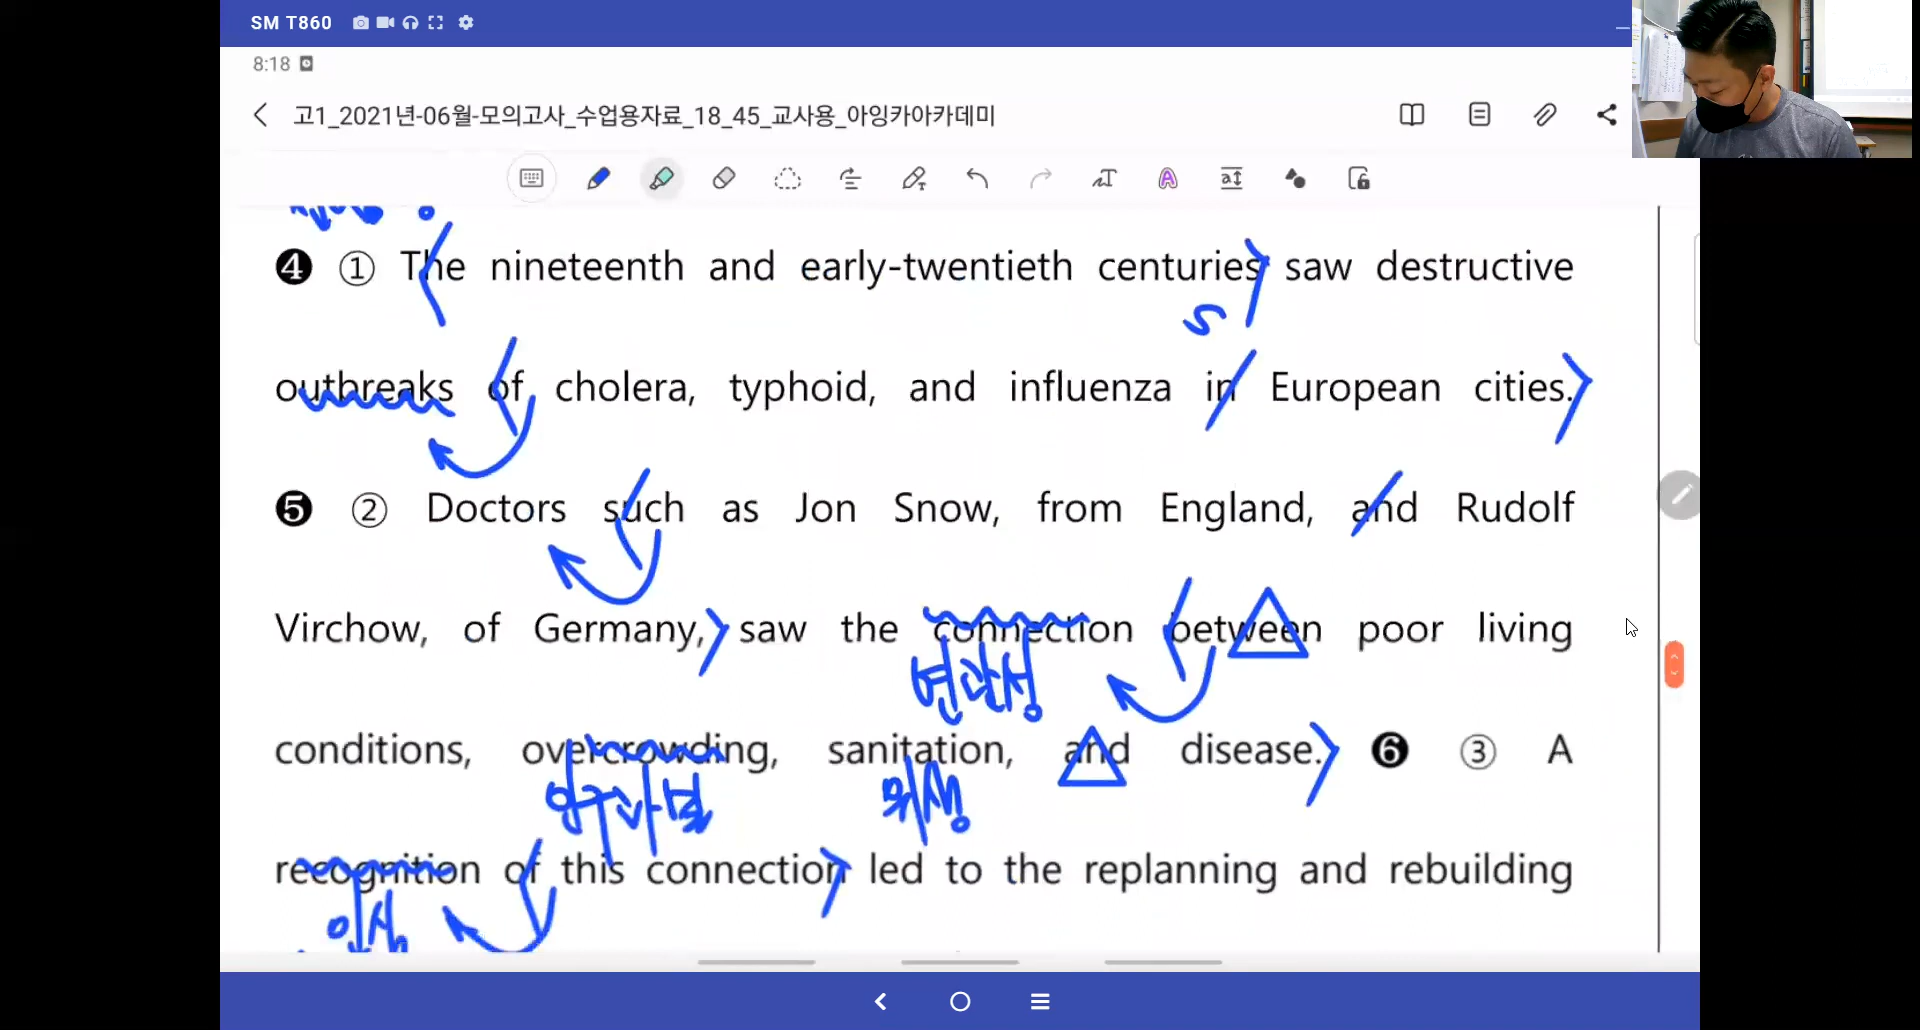 SM T860
8:18
고1_2021년-06월-모의고사_수업용자료_18_45_교사용_아잉카아카데미
❹ ① The nineteenth and early-twentieth centuries saw destructive
S
outbreaks of cholera, typhoid, and influenza in European cities.
❺ ② Doctors such as Jon Snow, from England, and Rudolf
Virchow, of Germany, saw the connection between poor living
연관성
conditions, overcrowding, sanitation, and disease. ❻ ③ A
인구과밀 위생
recognition of this connection led to the replanning and rebuilding
인식